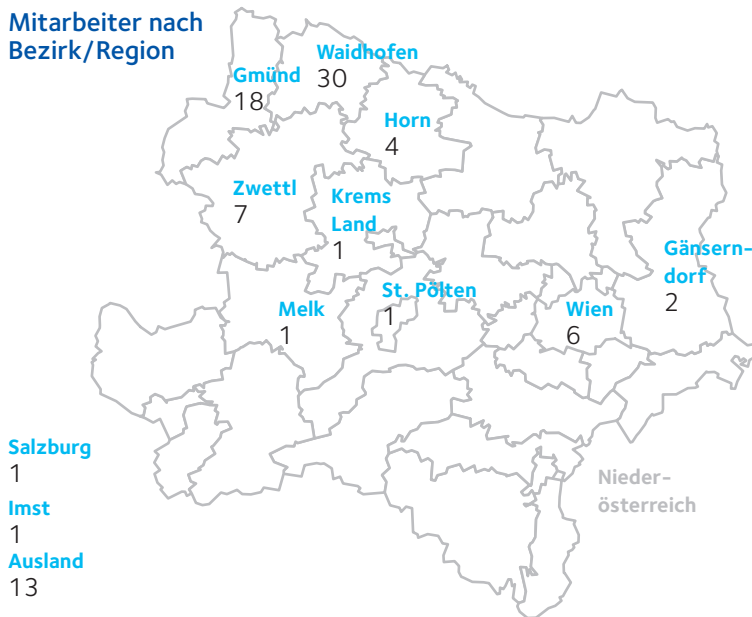 Mitarbeiter nach
Bezirk/Region
Waidhofen
30
Gmünd
18
Horn
4
Zwettl
7
Krems
Land
1
Gänsern-
dorf
2
St. Pölten
1
Melk
1
Wien
6
Salzburg
1
Imst
1
Ausland
13
Nieder-
österreich